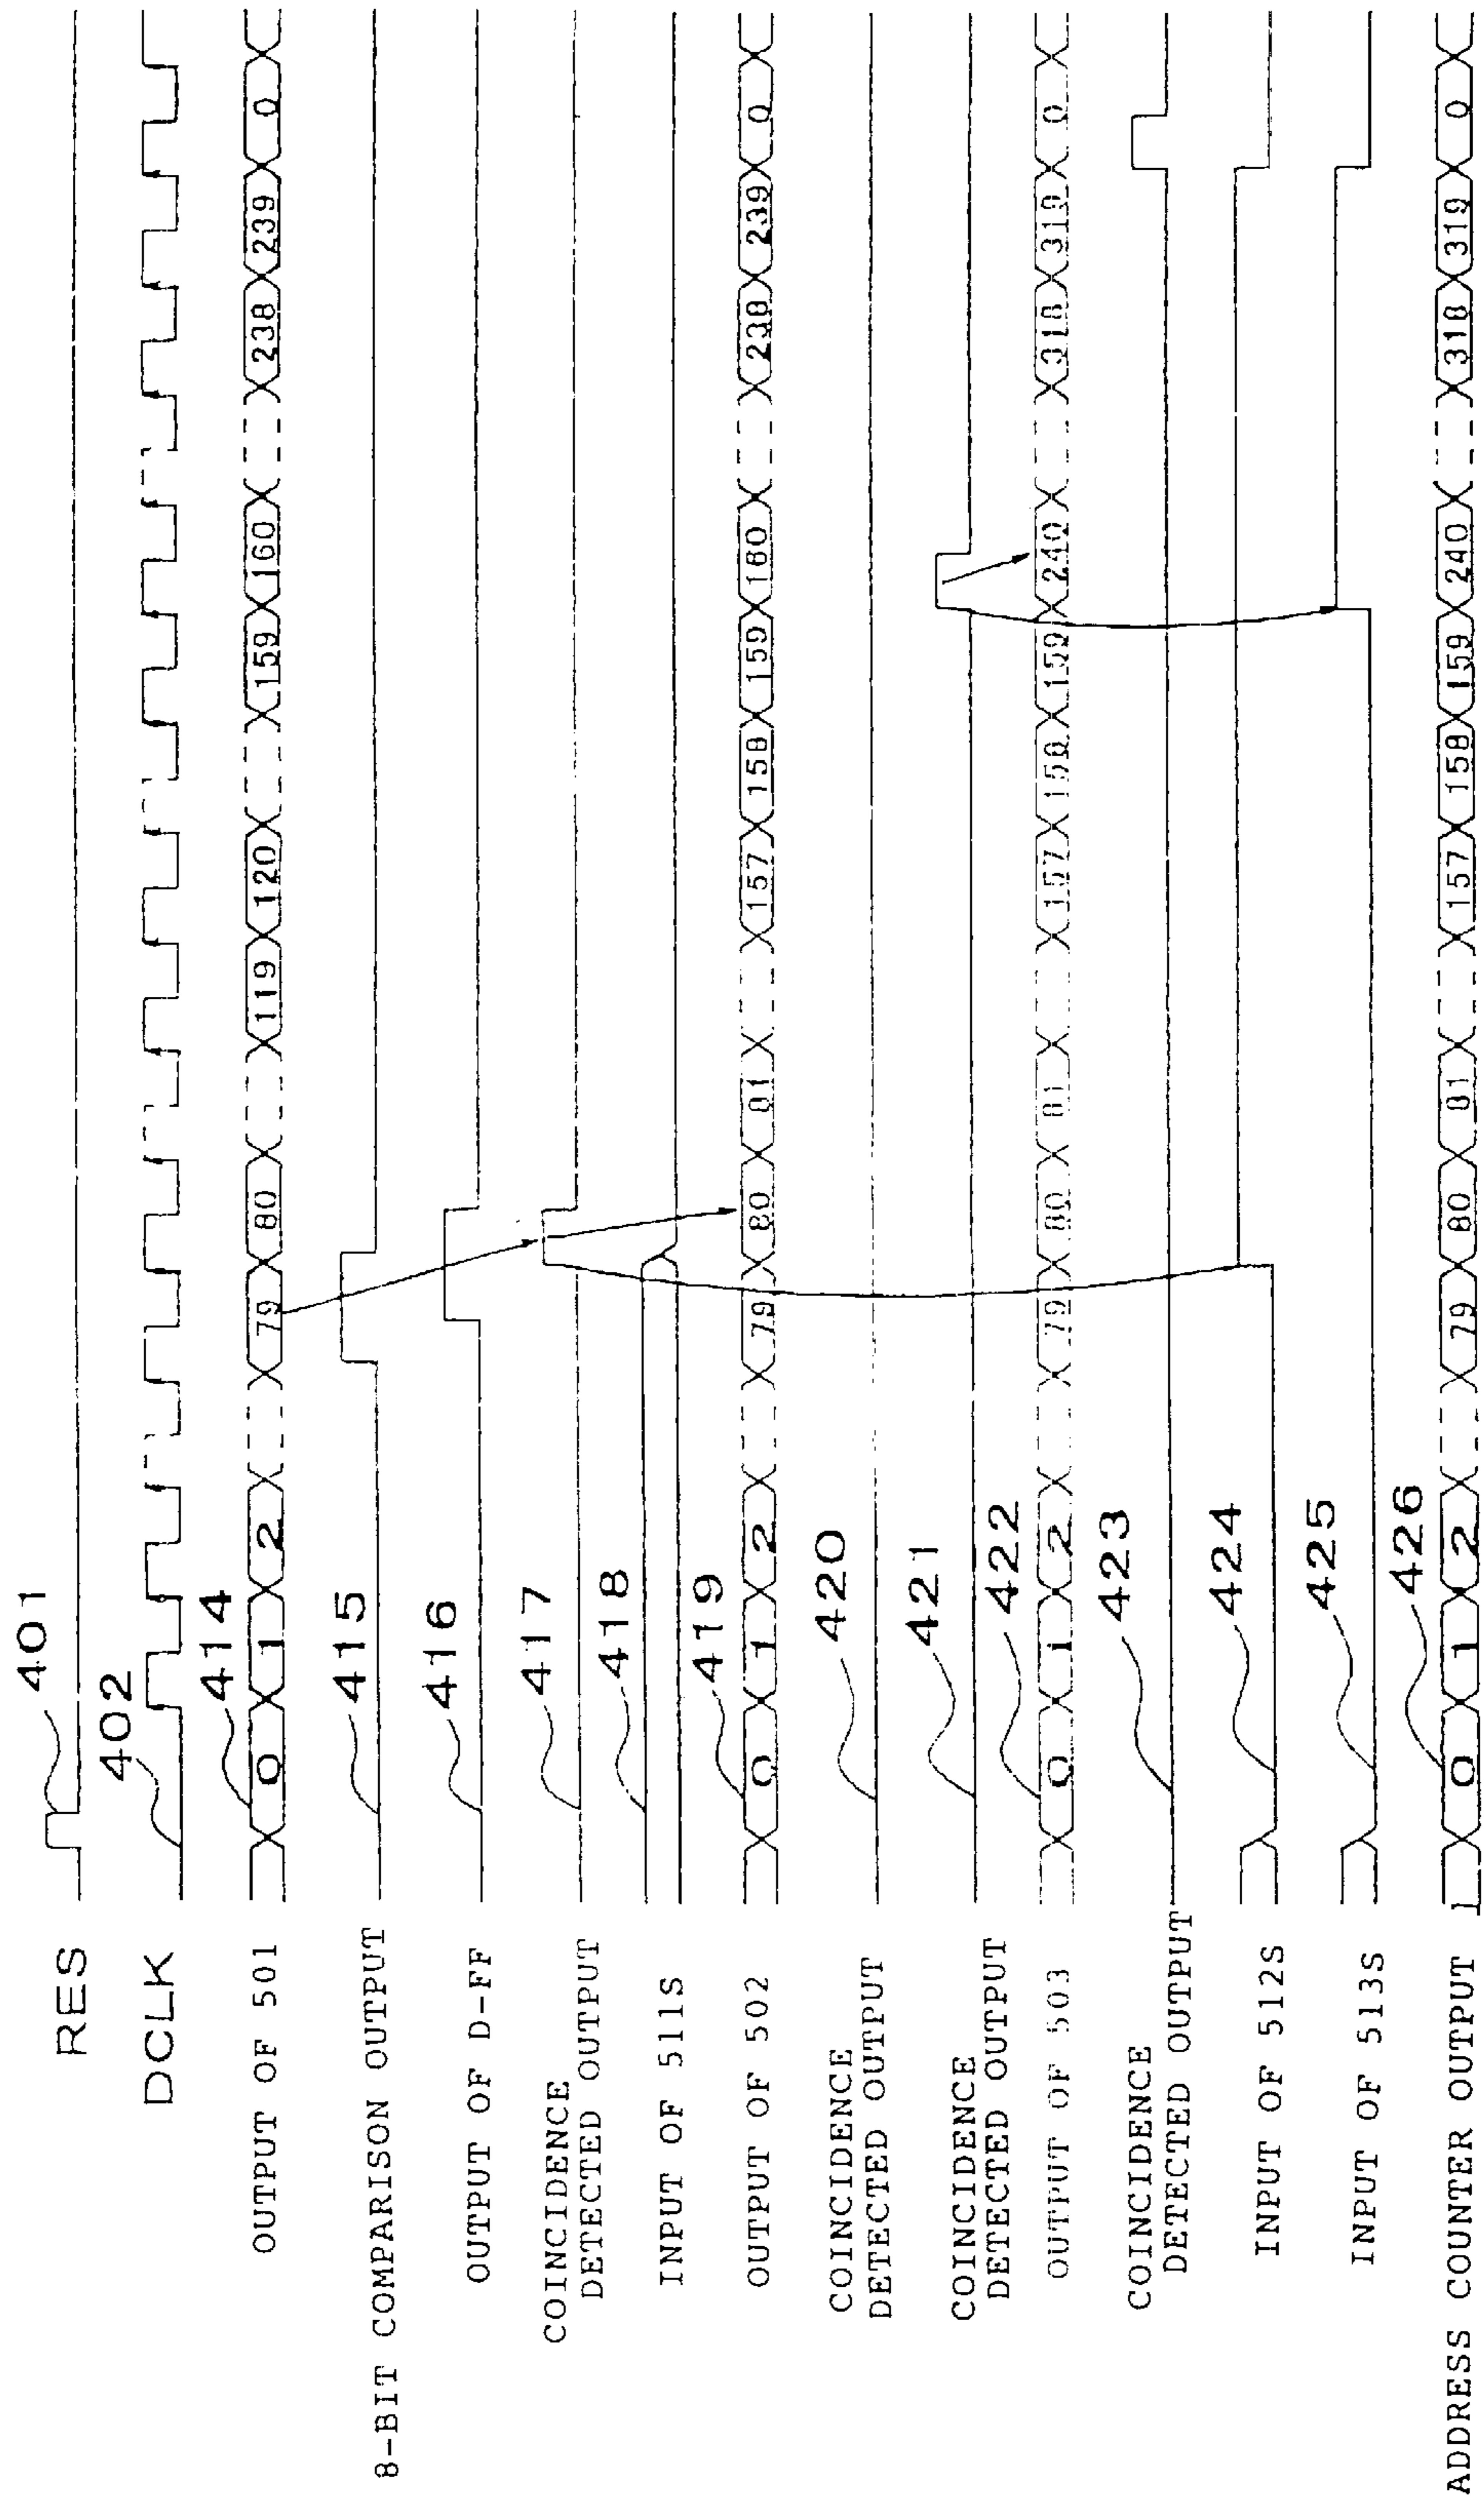 RES 401
DCLK 402
OUTPUT OF 501 414 0 1 2 79 80 119 120 159 160 238 239 0
8-BIT COMPARISON OUTPUT 415
OUTPUT OF D-FF 416
COINCIDENCE
DETECTED OUTPUT 417
INPUT OF 511S 418
OUTPUT OF 502 419 0 1 2 79 80 81 157 158 159 160 238 239 0
COINCIDENCE
DETECTED OUTPUT 420
COINCIDENCE
DETECTED OUTPUT 421
OUTPUT OF 503 422 0 1 2 79 80 81 157 158 159 240 318 319 0
COINCIDENCE
DETECTED OUTPUT 423
INPUT OF 512S 424
INPUT OF 513S 425
ADDRESS COUNTER OUTPUT 426 0 1 2 79 80 81 157 158 159 240 318 319 0